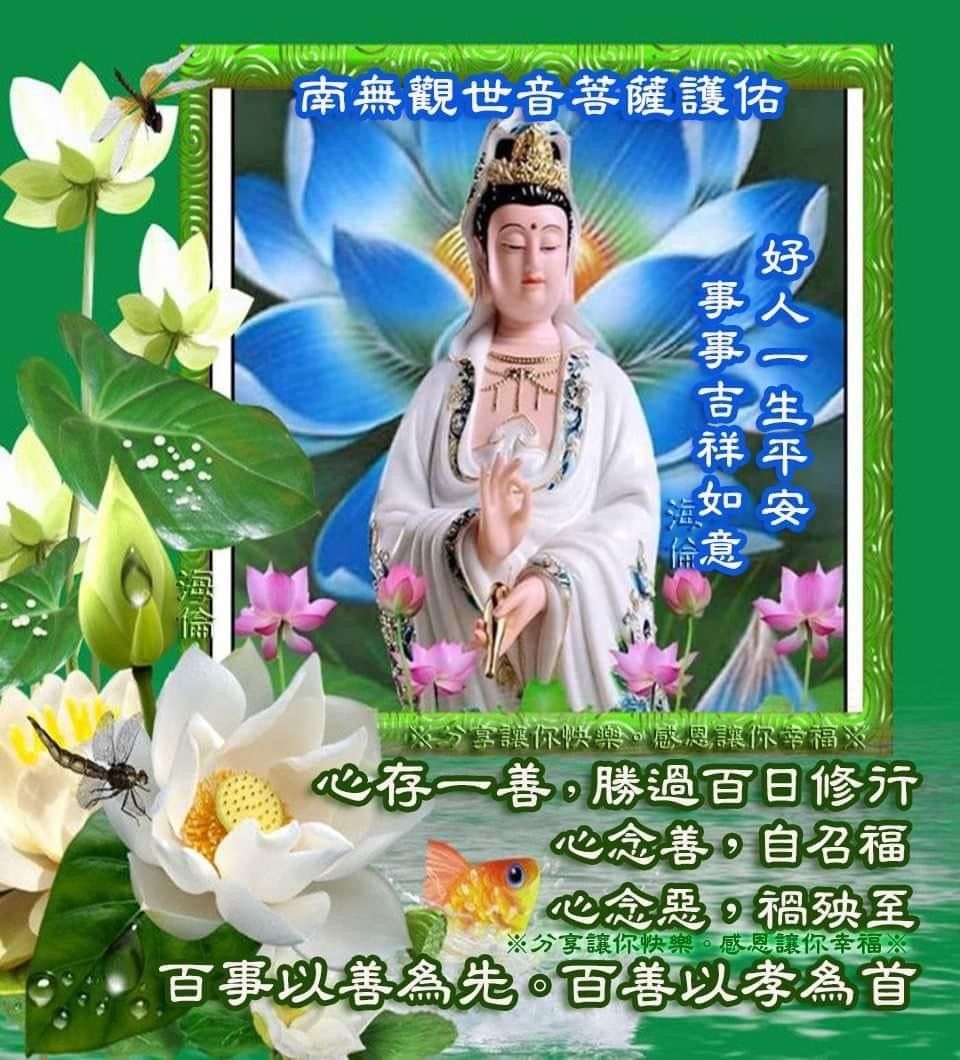 南無觀世音菩薩護佑
好人一生平安
事事吉祥如意
海倫
海倫
※分享讓你快樂。感恩讓你幸福※
心存一善，勝過百日修行
心念善，自召福
心念惡，禍殃至
※分享讓你快樂。感恩讓你幸福※
百事以善為先。百善以孝為首